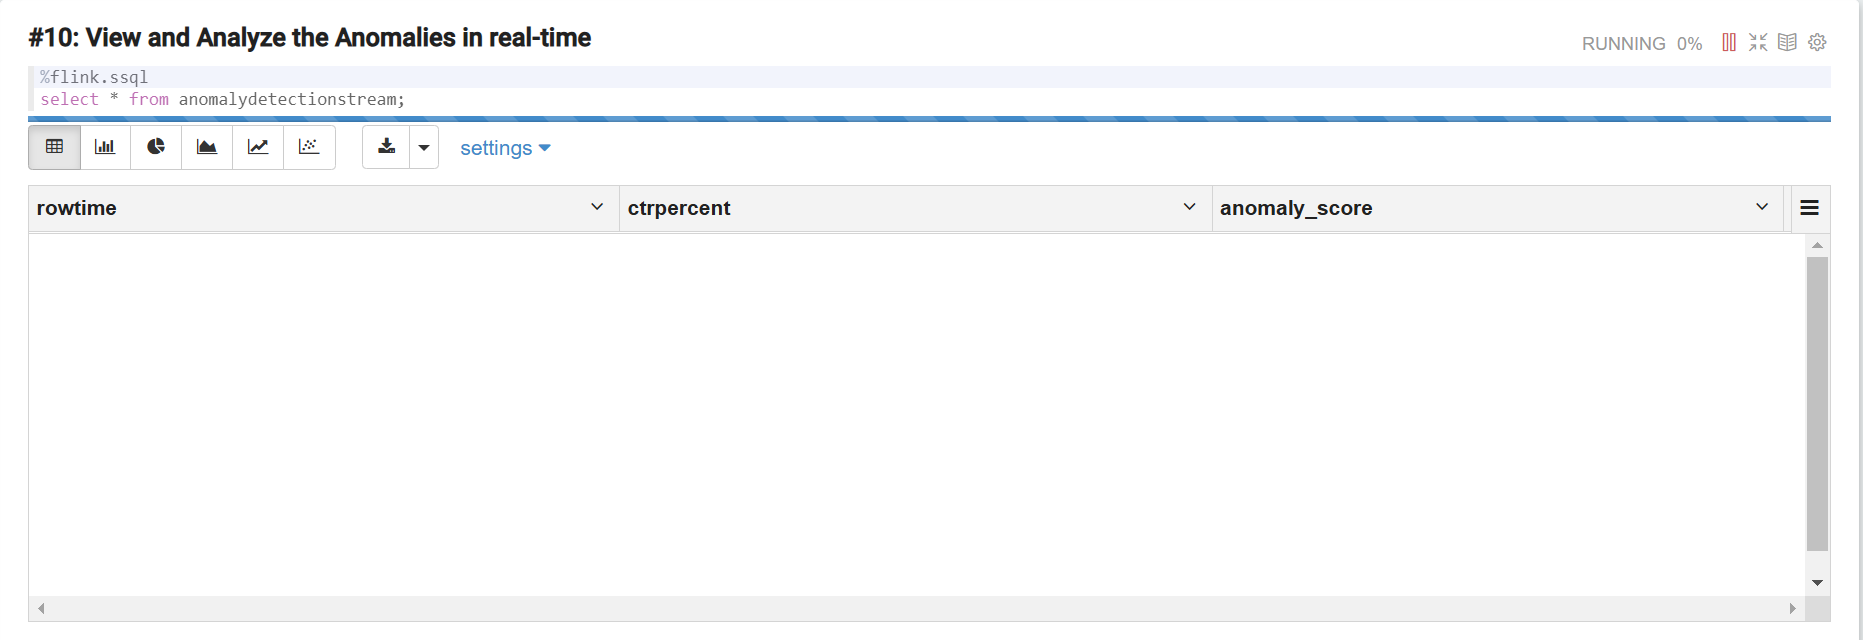 #10: View and Analyze the Anomalies in real-time
RUNNING 0%
%flink.ssql
select * from anomalydetectionstream;
settings
rowtime
ctrpercent
anomaly_score